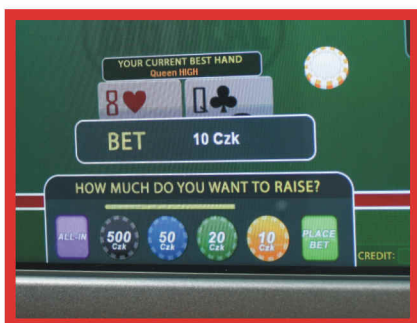 YOUR CURRENT BEST HAND
Queen HIGH
8 Q
BET 10 Czk
HOW MUCH DO YOU WANT TO RAISE?
ALL-IN 500 Czk 50 Czk 20 Czk 10 Czk PLACE BET
CREDIT: